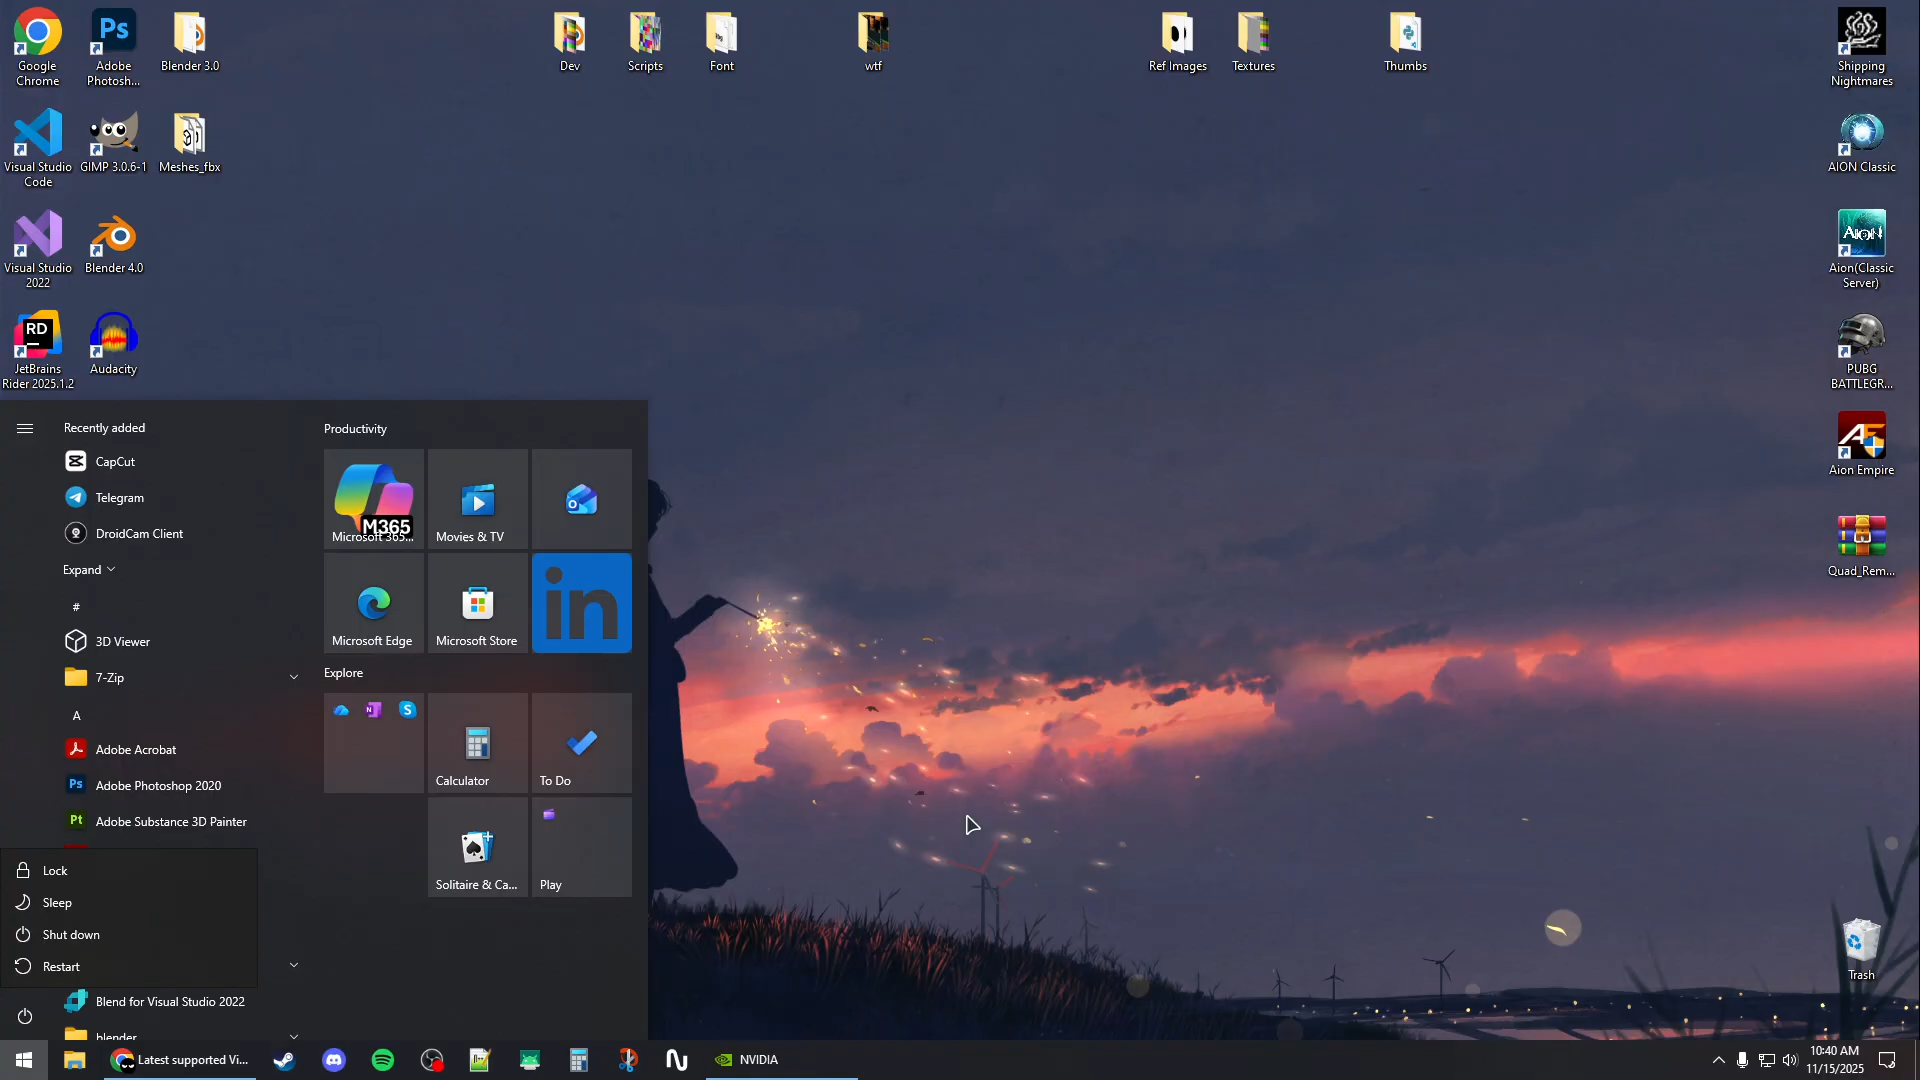 Google
Chrome
Adobe
Photosh...
Blender 3.0
Dev
Scripts
Font
wtf
Ref Images
Textures
Thumbs
Shipping
Nightmares
Visual Studio
Code
GIMP 3.0.6-1
Meshes_fbx
AION Classic
Visual Studio
2022
Blender 4.0
Aion(Classic
Server)
JetBrains
Rider 2025.1.2
Audacity
PUBG
BATTLEGR...
Aion Empire
Quad_Rem...
Trash
Recently added
CapCut
Telegram
DroidCam Client
Expand
#
3D Viewer
7-Zip
A
Adobe Acrobat
Adobe Photoshop 2020
Adobe Substance 3D Painter
Lock
Sleep
Shut down
Restart
Blend for Visual Studio 2022
blender
Productivity
M365
Microsoft 365...
Movies & TV
Microsoft Edge
Microsoft Store
in
Explore
Calculator
To Do
Solitaire & Ca...
Play
Latest supported Vi...
NVIDIA
10:40 AM
11/15/2025